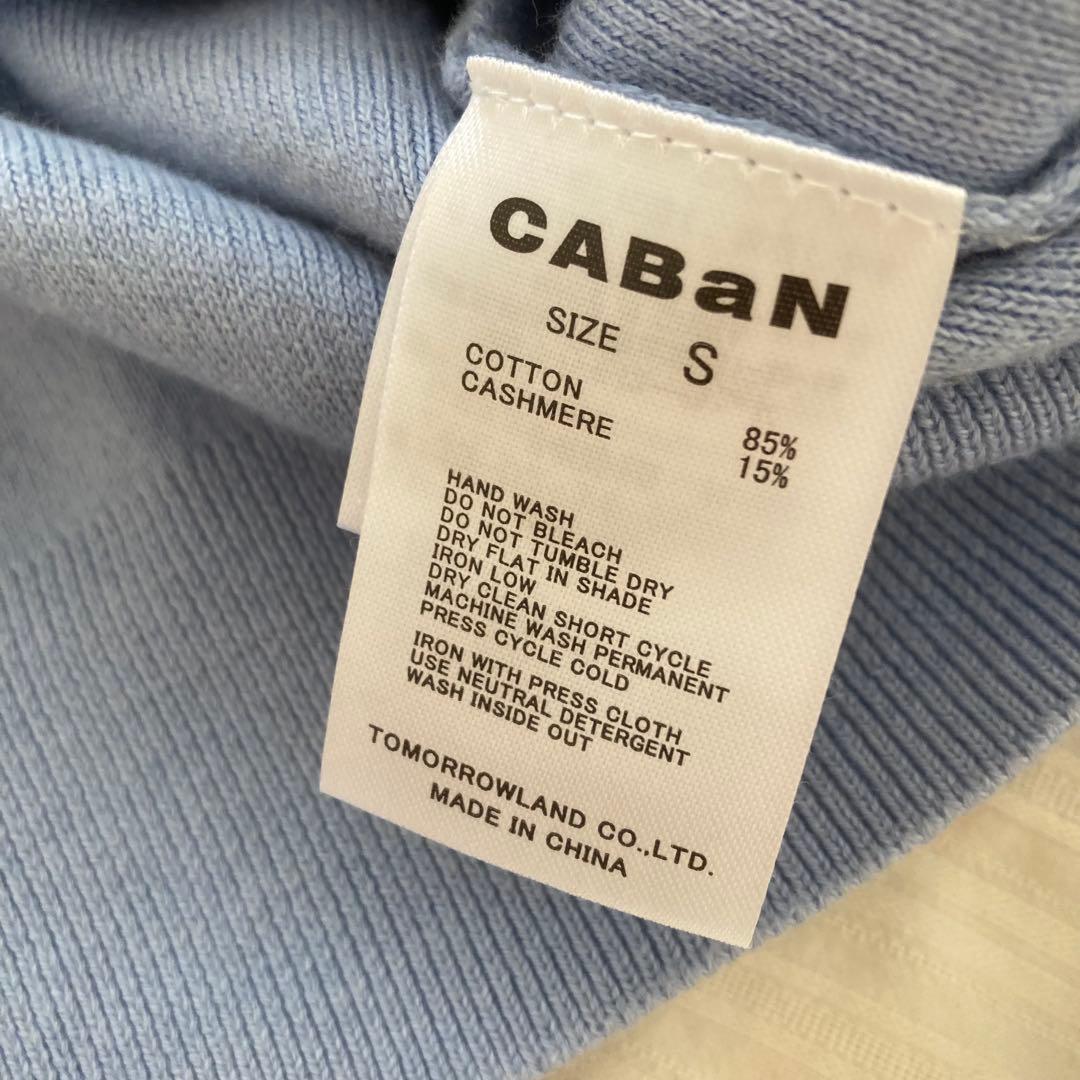 CABaN
SIZE S
COTTON 85%
CASHMERE 15%
HAND WASH
DO NOT BLEACH
DO NOT TUMBLE DRY
DRY FLAT IN SHADE
IRON LOW
DRY CLEAN SHORT CYCLE
MACHINE WASH PERMANENT
PRESS CYCLE COLD
IRON WITH PRESS CLOTH
USE NEUTRAL DETERGENT
WASH INSIDE OUT
TOMORROWLAND CO.,LTD.
MADE IN CHINA